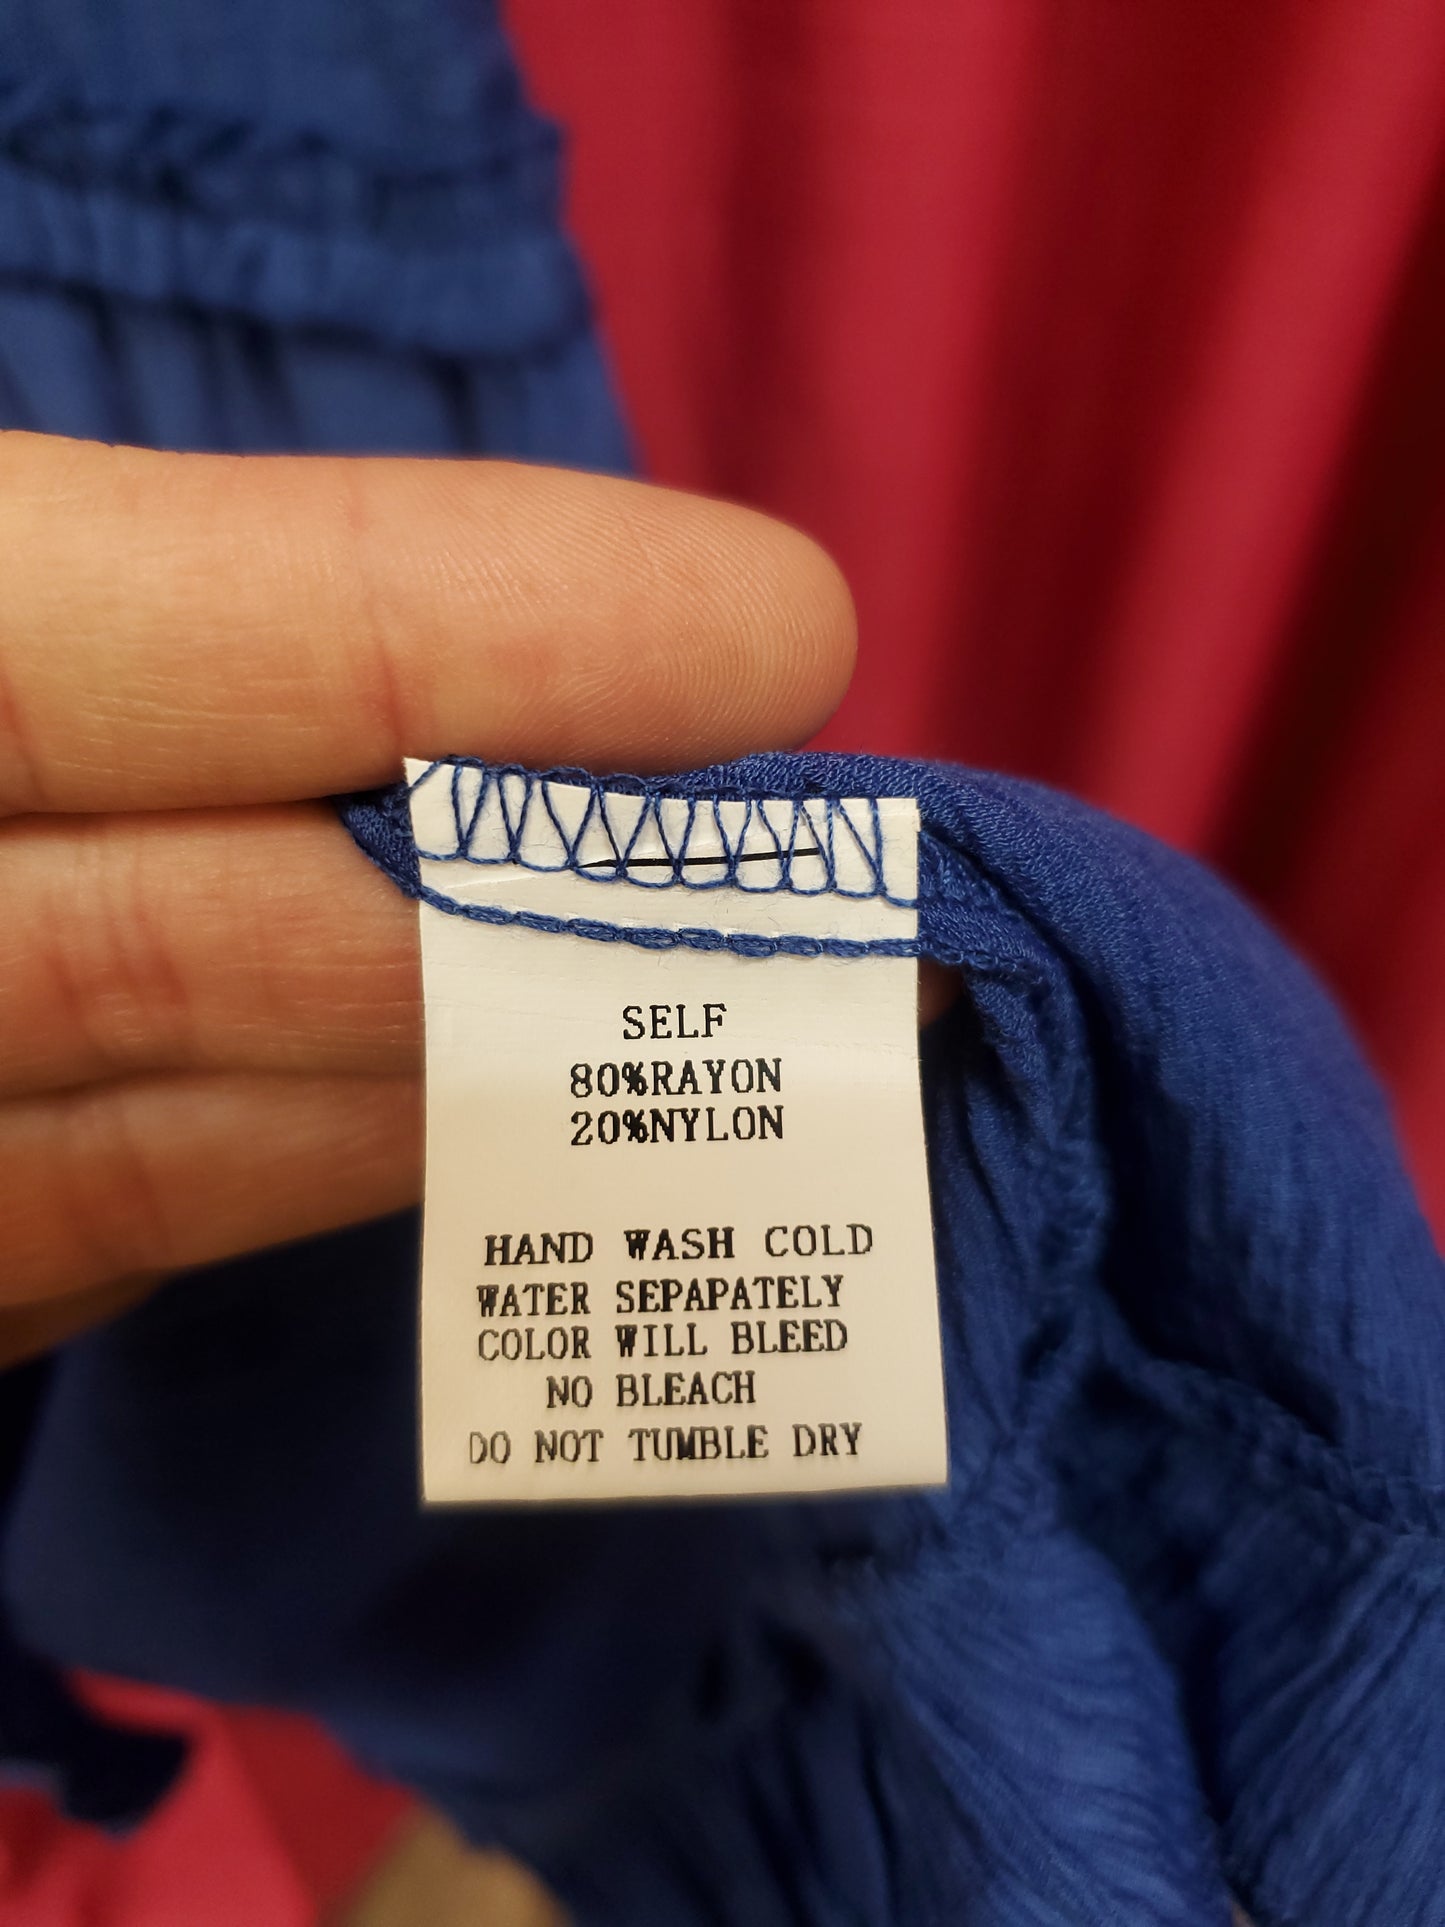 SELF
80%RAYON
20%NYLON
HAND WASH COLD
WATER SEPAPATELY
COLOR WILL BLEED
NO BLEACH
DO NOT TUMBLE DRY